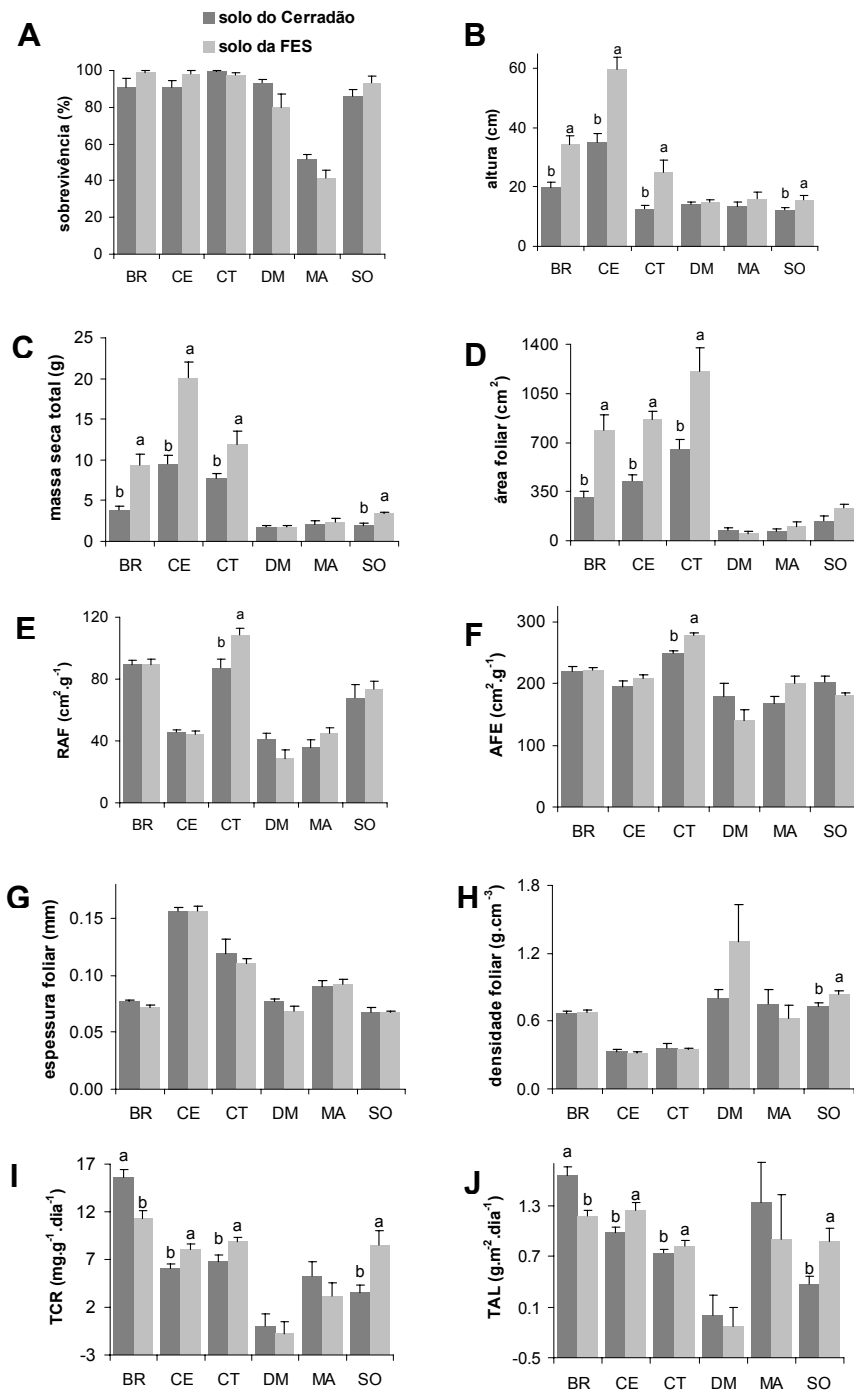 solo do Cerradão
solo da FES
A
sobrevivência (%)
100
80
60
40
20
0
BR CE CT DM MA SO
B
altura (cm)
60
40
20
0
b a b a b a b a
BR CE CT DM MA SO
C
massa seca total (g)
25
20
15
10
5
0
b a b a b a b a
BR CE CT DM MA SO
D
área foliar (cm²)
1400
1050
700
350
0
b a b a b a
BR CE CT DM MA SO
E
RAF (cm².g⁻¹)
120
80
40
0
b a
BR CE CT DM MA SO
F
AFE (cm².g⁻¹)
300
200
100
0
b a
BR CE CT DM MA SO
G
espessura foliar (mm)
0.15
0.10
0.05
0.00
BR CE CT DM MA SO
H
densidade foliar (g.cm⁻³)
1.8
1.2
0.6
0.0
b a
BR CE CT DM MA SO
I
TCR (mg.g⁻¹.dia⁻¹)
17
12
7
2
-3
a b b a b a b a
BR CE CT DM MA SO
J
TAL (g.m⁻².dia⁻¹)
1.3
0.7
0.1
-0.5
a b b a b a b a
BR CE CT DM MA SO